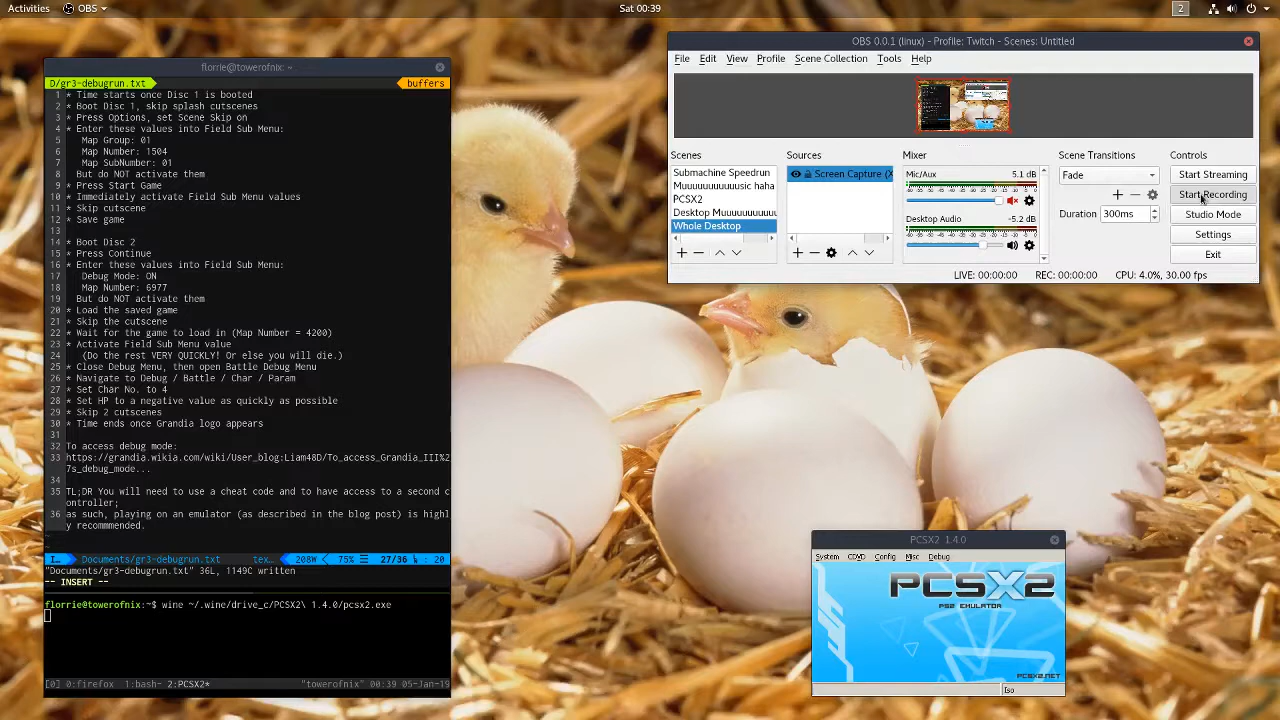 Activities
OBS
Sat 00:39
2
florrie@towerofnix: ~
D/gr3-debugrun.txt
buffers
1 * Time starts once Disc 1 is booted
2 * Boot Disc 1, skip splash cutscenes
3 * Press Options, set Scene Skip on
4 * Enter these values into Field Sub Menu:
5 Map Group: 01
6 Map Number: 1504
7 Map SubNumber: 01
8 But do NOT activate them
9 * Press Start Game
10 * Immediately activate Field Sub Menu values
11 * Skip cutscene
12 * Save game
13
14 * Boot Disc 2
15 * Press Continue
16 * Enter these values into Field Sub Menu:
17 Debug Mode: ON
18 Map Number: 6977
19 But do NOT activate them
20 * Load the saved game
21 * Skip the cutscene
22 * Wait for the game to load in (Map Number = 4200)
23 * Activate Field Sub Menu value
24 (Do the rest VERY QUICKLY! Or else you will die.)
25 * Close Debug Menu, then open Battle Debug Menu
26 * Navigate to Debug / Battle / Char / Param
27 * Set Char No. to 4
28 * Set HP to a negative value as quickly as possible
29 * Skip 2 cutscenes
30 * Time ends once Grandia logo appears
31
32 To access debug mode:
33 https://grandia.wikia.com/wiki/User_blog:Liam48D/To_access_Grandia_III%2
7s_debug_mode...
34
35 TL;DR You will need to use a cheat code and to have access to a second c
ontroller;
36 as such, playing on an emulator (as described in the blog post) is highl
y recommmended.
~
~
I…
Documents/gr3-debugrun.txt
tex…
208W
75% ☰
27/36
: 20
"Documents/gr3-debugrun.txt" 36L, 1149C written
-- INSERT --
florrie@towerofnix:~$ wine ~/.wine/drive_c/PCSX2\ 1.4.0/pcsx2.exe
[0] 0:firefox 1:bash- 2:PCSX2*
"towerofnix" 00:39 05-Jan-19
OBS 0.0.1 (linux) - Profile: Twitch - Scenes: Untitled
File Edit View Profile Scene Collection Tools Help
Scenes
Submachine Speedrun
Muuuuuuuuuusic haha
PCSX2
Desktop Muuuuuuuu
Whole Desktop
Sources
Screen Capture (X
Mixer
Mic/Aux
5.1 dB
Desktop Audio
-5.2 dB
Scene Transitions
Fade
Duration
300ms
Controls
Start Streaming
Start Recording
Studio Mode
Settings
Exit
LIVE: 00:00:00
REC: 00:00:00
CPU: 4.0%, 30.00 fps
PCSX2 1.4.0
System CDVD Config Misc Debug
PCSX2
PS2 EMULATOR
PCSX2.NET
Iso